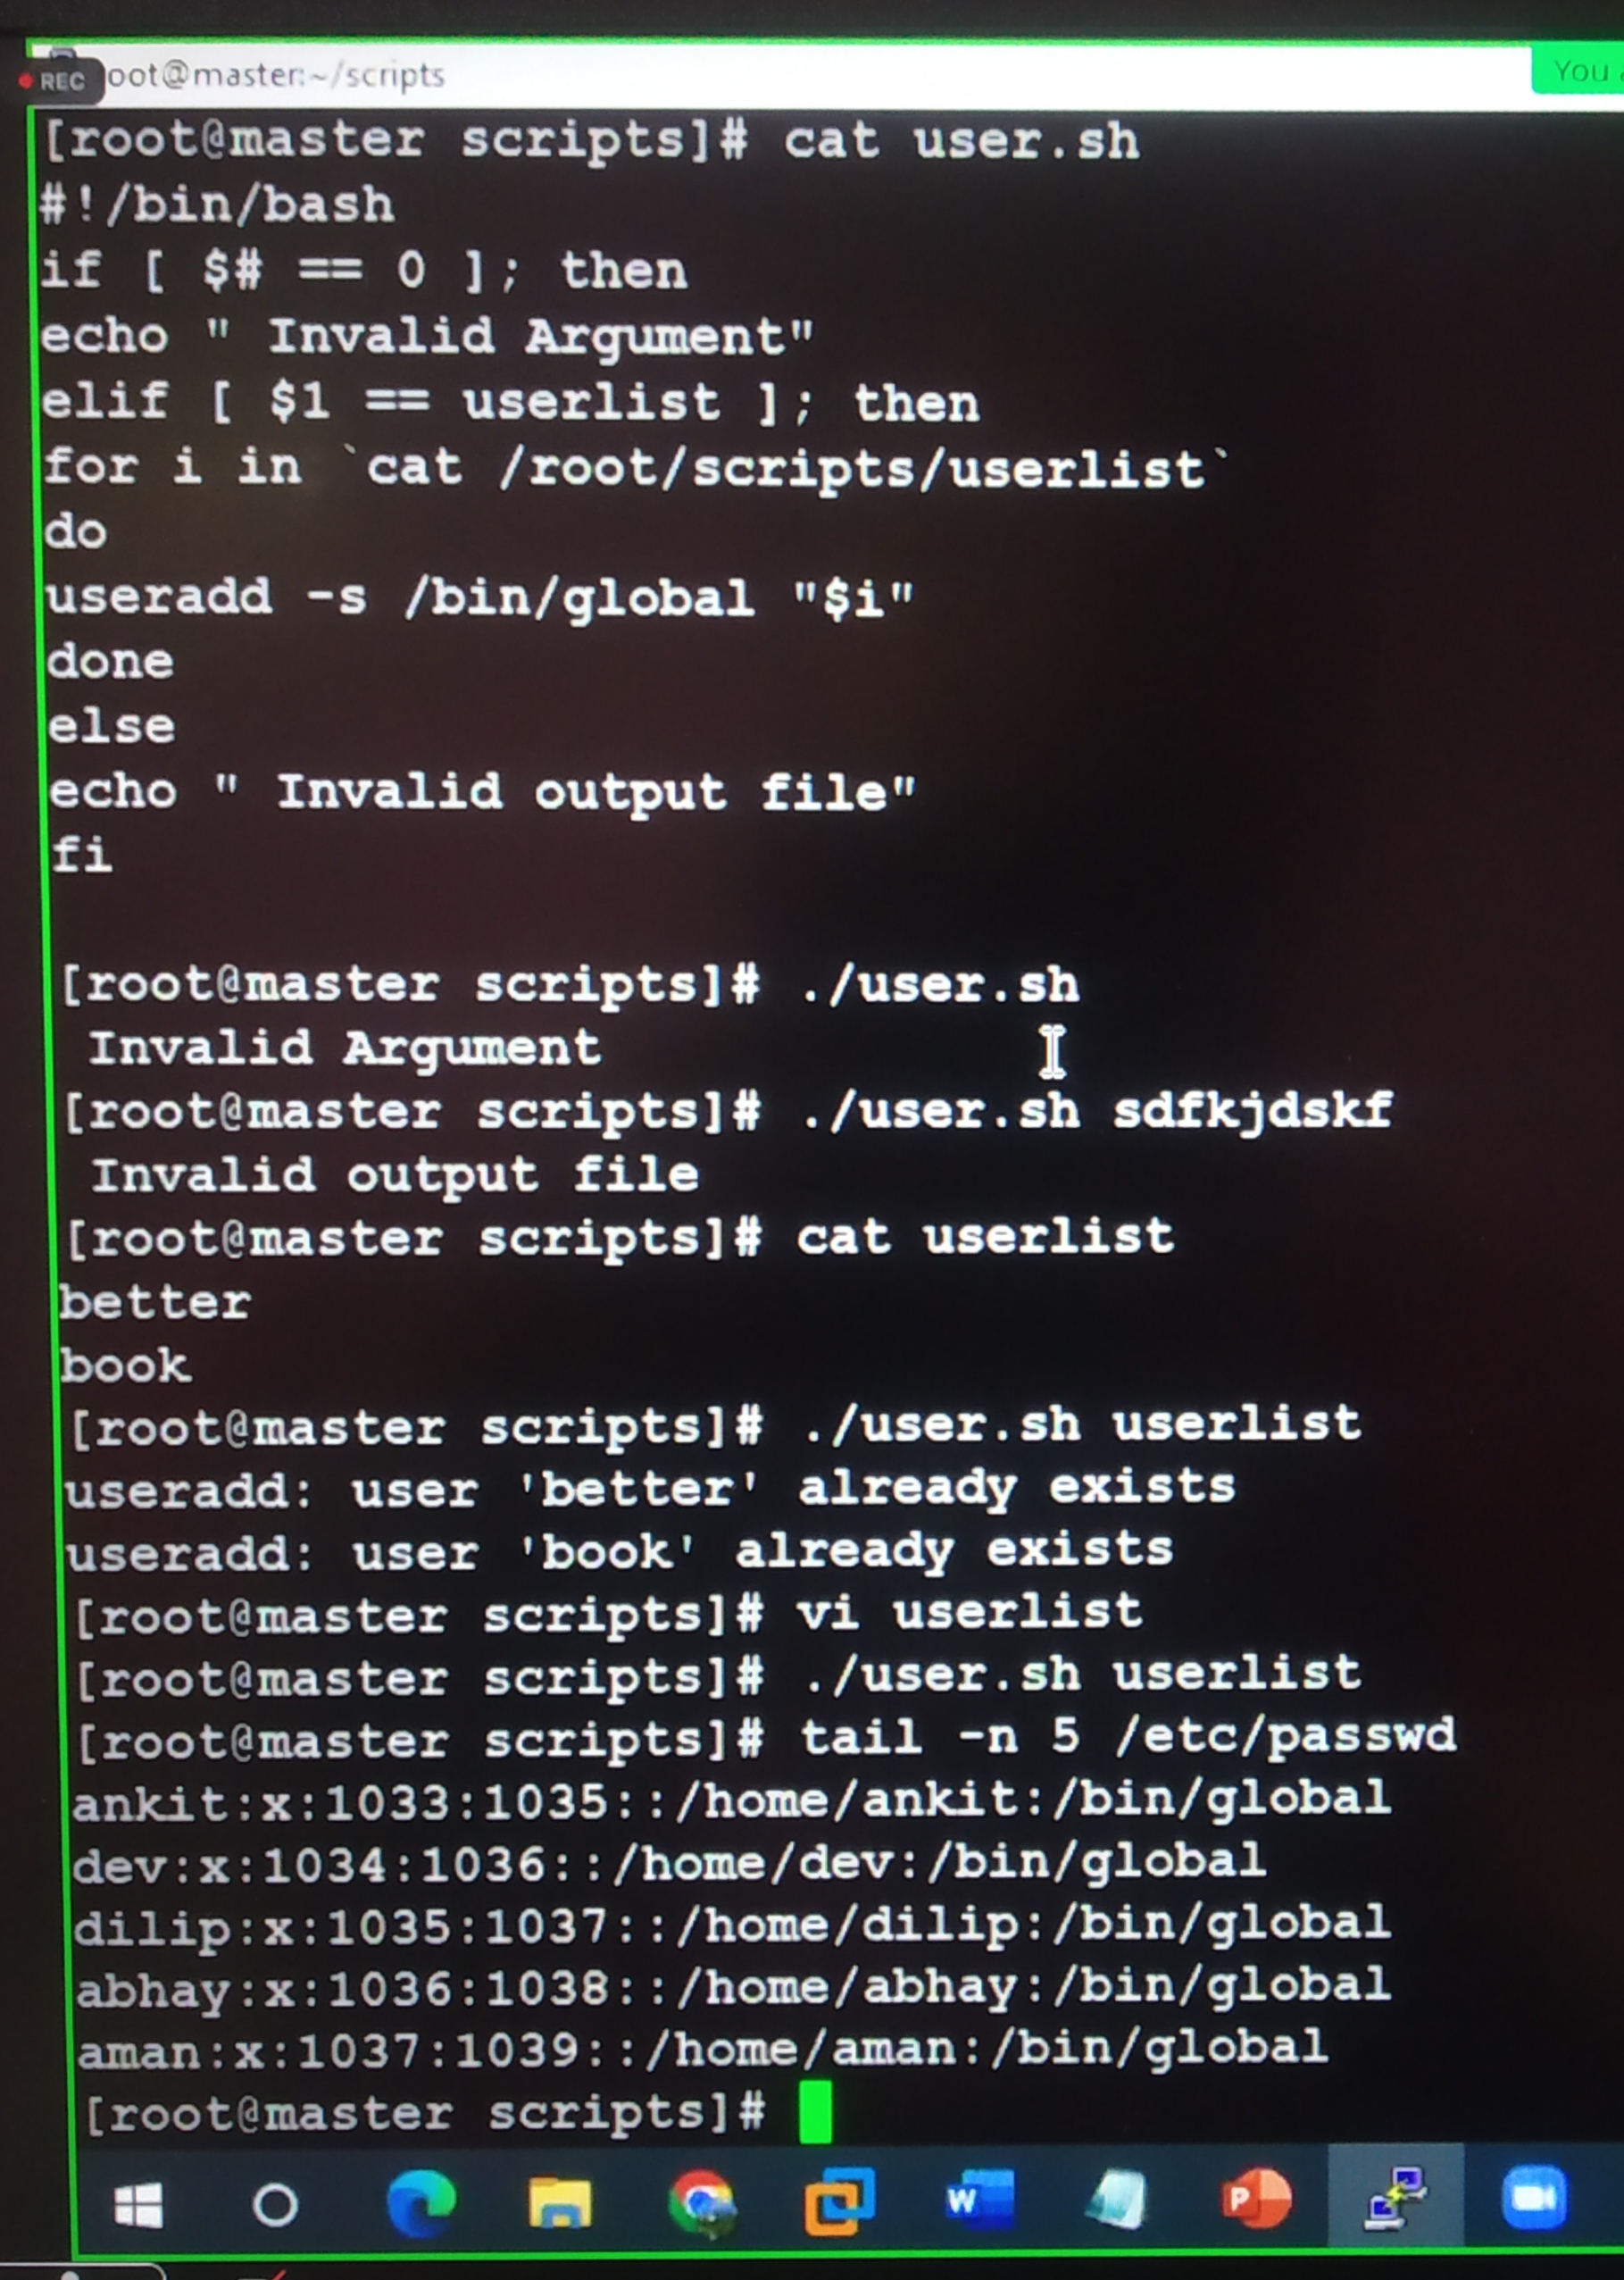 REC
oot@master:~/scripts
You
[root@master scripts]# cat user.sh
#!/bin/bash
if [ $# == 0 ]; then
echo " Invalid Argument"
elif [ $1 == userlist ]; then
for i in `cat /root/scripts/userlist`
do
useradd -s /bin/global "$i"
done
else
echo " Invalid output file"
fi
[root@master scripts]# ./user.sh
 Invalid Argument
[root@master scripts]# ./user.sh sdfkjdskf
 Invalid output file
[root@master scripts]# cat userlist
better
book
[root@master scripts]# ./user.sh userlist
useradd: user 'better' already exists
useradd: user 'book' already exists
[root@master scripts]# vi userlist
[root@master scripts]# ./user.sh userlist
[root@master scripts]# tail -n 5 /etc/passwd
ankit:x:1033:1035::/home/ankit:/bin/global
dev:x:1034:1036::/home/dev:/bin/global
dilip:x:1035:1037::/home/dilip:/bin/global
abhay:x:1036:1038::/home/abhay:/bin/global
aman:x:1037:1039::/home/aman:/bin/global
[root@master scripts]#
W
P